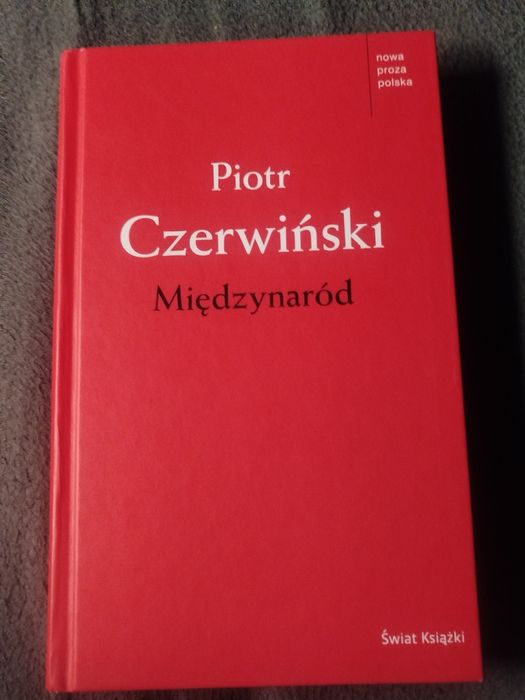 nowa
proza
polska
Piotr
Czerwiński
Międzynaród
Świat Książki